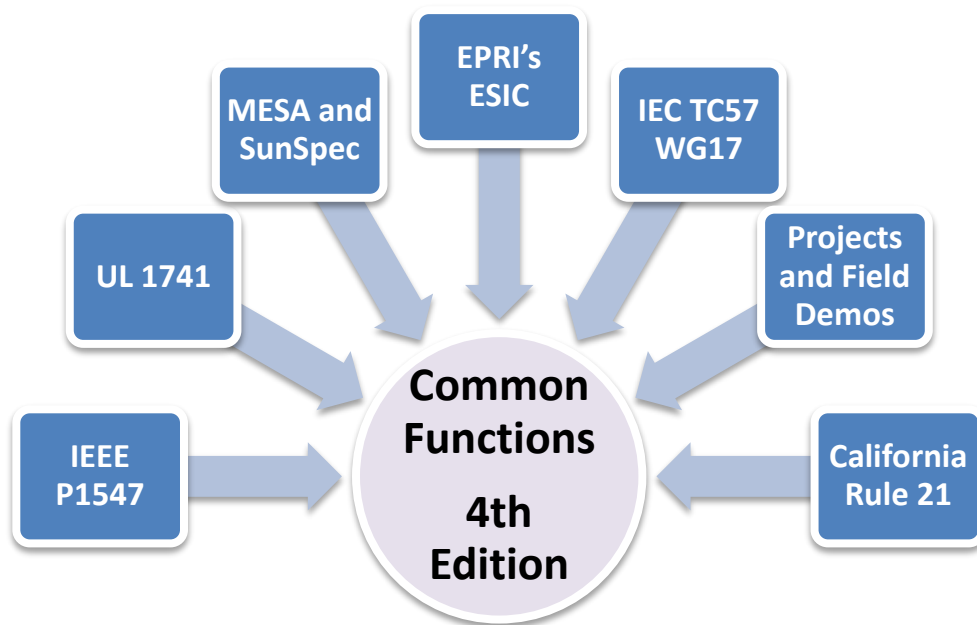 EPRI's
ESIC
MESA and
SunSpec
IEC TC57
WG17
UL 1741
Projects
and Field
Demos
IEEE
P1547
Common
Functions
4th
Edition
California
Rule 21